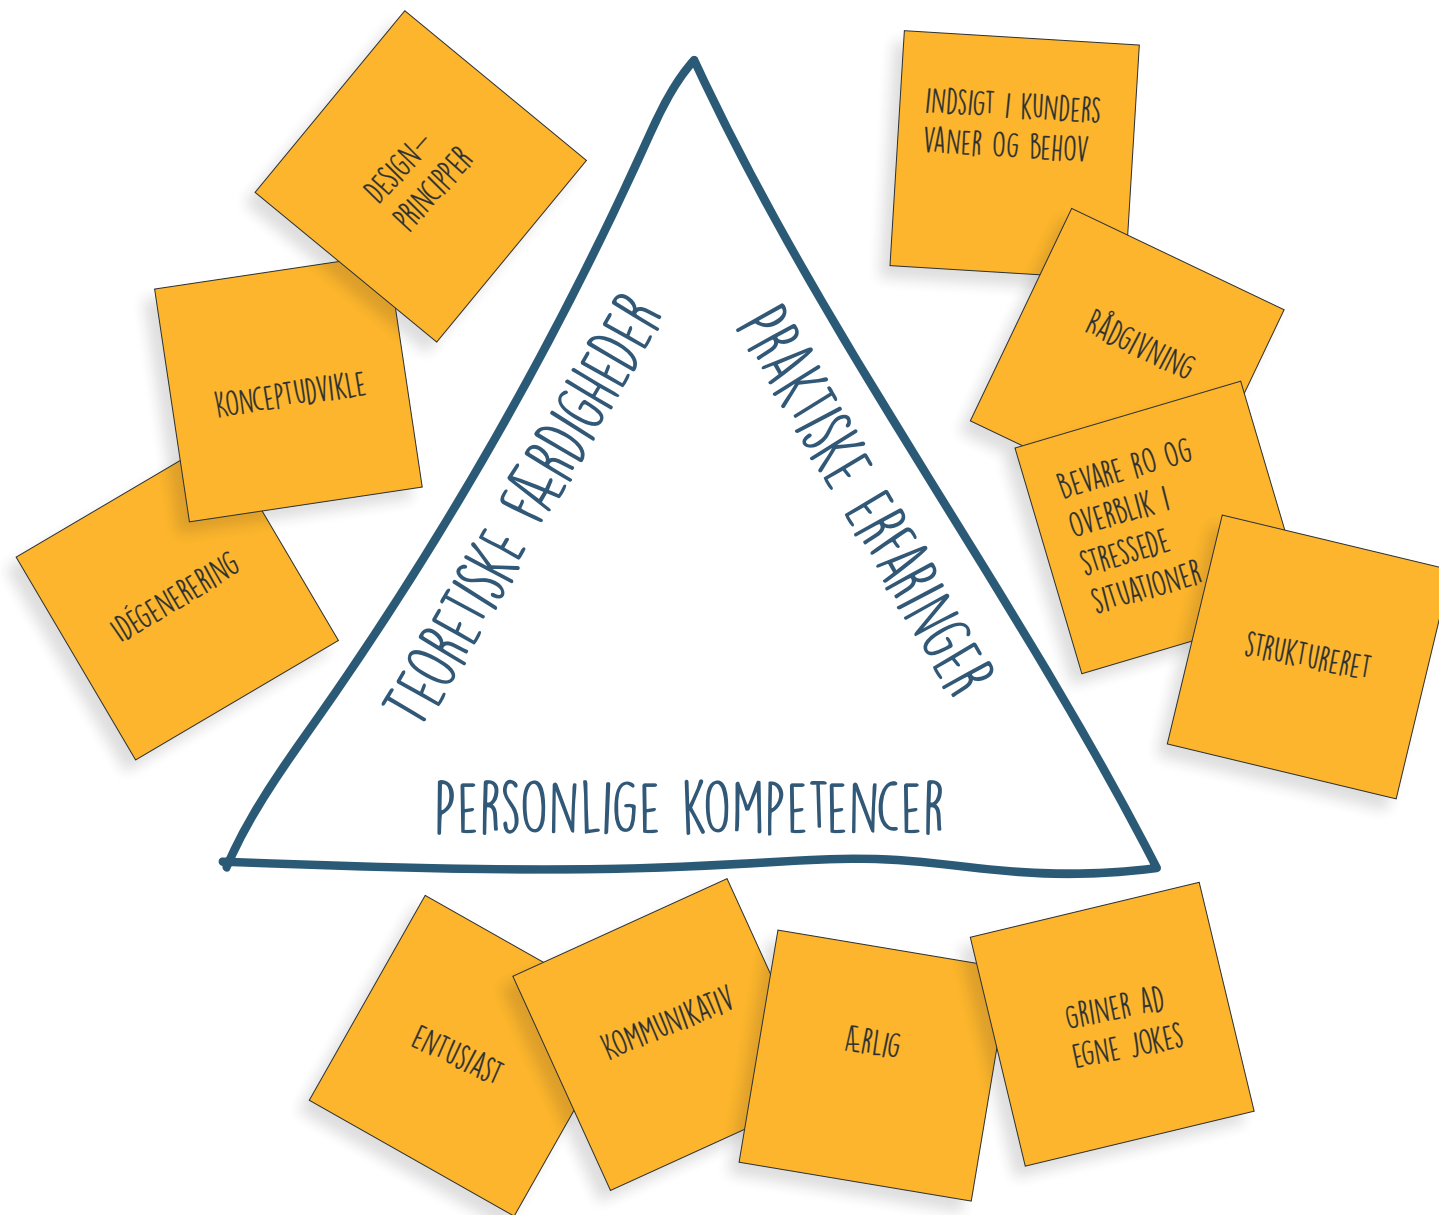 DESIGN-
PRINCIPPER
KONCEPTUDVIKLE
IDÉGENERERING
TEORETISKE FÆRDIGHEDER
PRAKTISKE ERFARINGER
PERSONLIGE KOMPETENCER
INDSIGT I KUNDERS
VANER OG BEHOV
RÅDGIVNING
BEVARE RO OG
OVERBLIK I
STRESSEDE
SITUATIONER
STRUKTURERET
ENTUSIAST
KOMMUNIKATIV
ÆRLIG
GRINER AD
EGNE JOKES